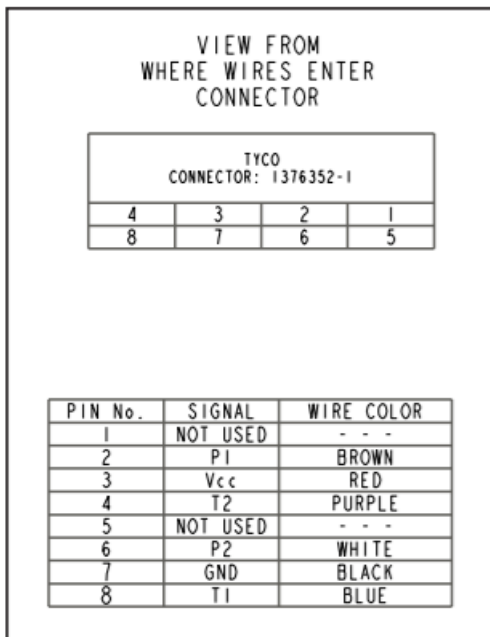 VIEW FROM
WHERE WIRES ENTER
CONNECTOR
TYCO
CONNECTOR: 1376352-1
4 3 2 1
8 7 6 5
PIN No. SIGNAL WIRE COLOR
1 NOT USED - - -
2 P1 BROWN
3 Vcc RED
4 T2 PURPLE
5 NOT USED - - -
6 P2 WHITE
7 GND BLACK
8 T1 BLUE